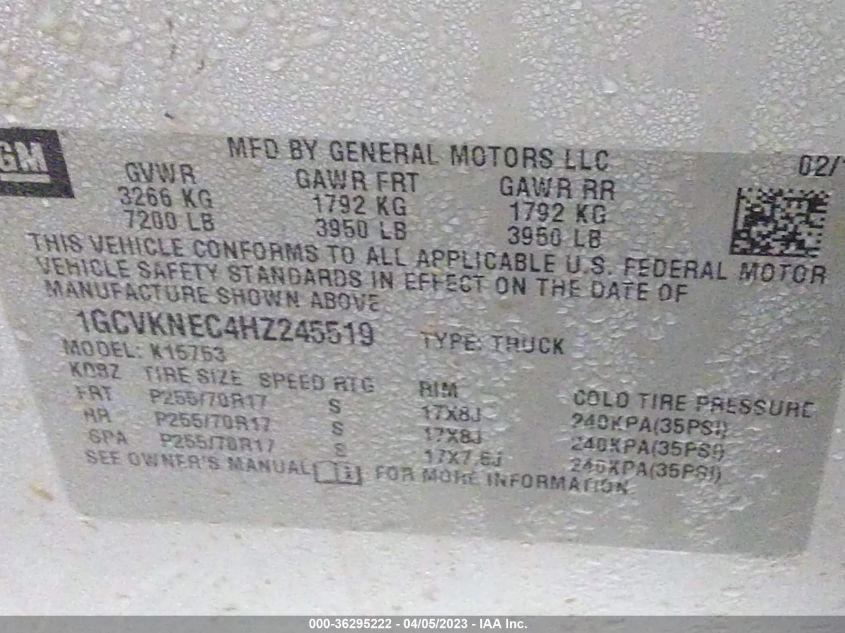 GM
MFD BY GENERAL MOTORS LLC 02/
GVWR GAWR FRT GAWR RR
3266 KG 1792 KG 1792 KG
7200 LB 3950 LB 3950 LB
THIS VEHICLE CONFORMS TO ALL APPLICABLE U.S. FEDERAL MOTOR
VEHICLE SAFETY STANDARDS IN EFFECT ON THE DATE OF
MANUFACTURE SHOWN ABOVE
1GCVKNEC4HZ245519 TYPE: TRUCK
MODEL: K15753
TIRE SIZE SPEED RTG RIM COLD TIRE PRESSURE
FRT P255/70R17 S 17X8J 240KPA(35PSI)
RR P255/70R17 S 17X8J 240KPA(35PSI)
SPA P255/70R17 S 17X7.5J 240KPA(35PSI)
SEE OWNER'S MANUAL FOR MORE INFORMATION
000-36295222 - 04/05/2023 - IAA Inc.